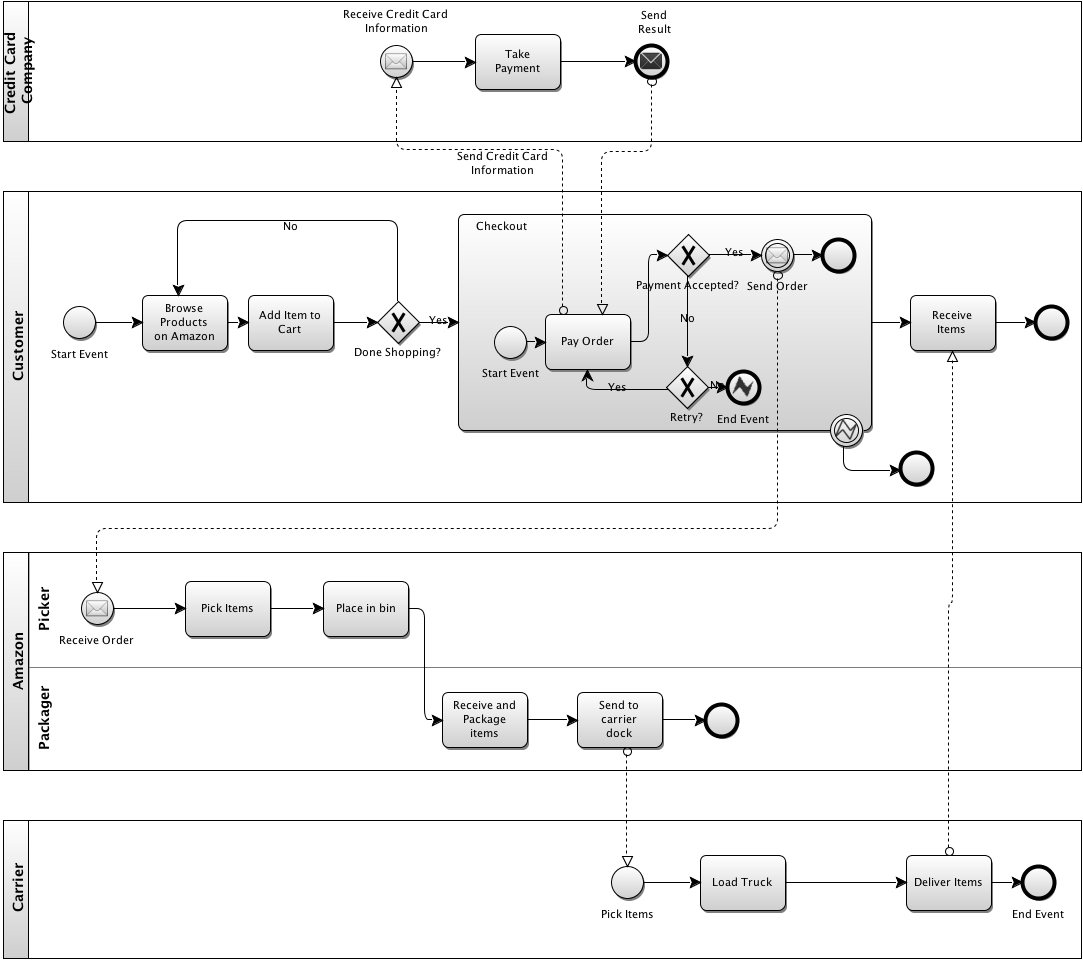 Credit Card
Company
Receive Credit Card
Information
Take
Payment
Send
Result
Send Credit Card
Information
Customer
No
Start Event
Browse
Products
on Amazon
Add Item to
Cart
Done Shopping?
Yes
Checkout
Start Event
Pay Order
Payment Accepted?
Yes
Send Order
No
Retry?
Yes
No
End Event
Receive
Items
Amazon
Picker
Receive Order
Pick Items
Place in bin
Packager
Receive and
Package
items
Send to
carrier
dock
Carrier
Pick Items
Load Truck
Deliver Items
End Event